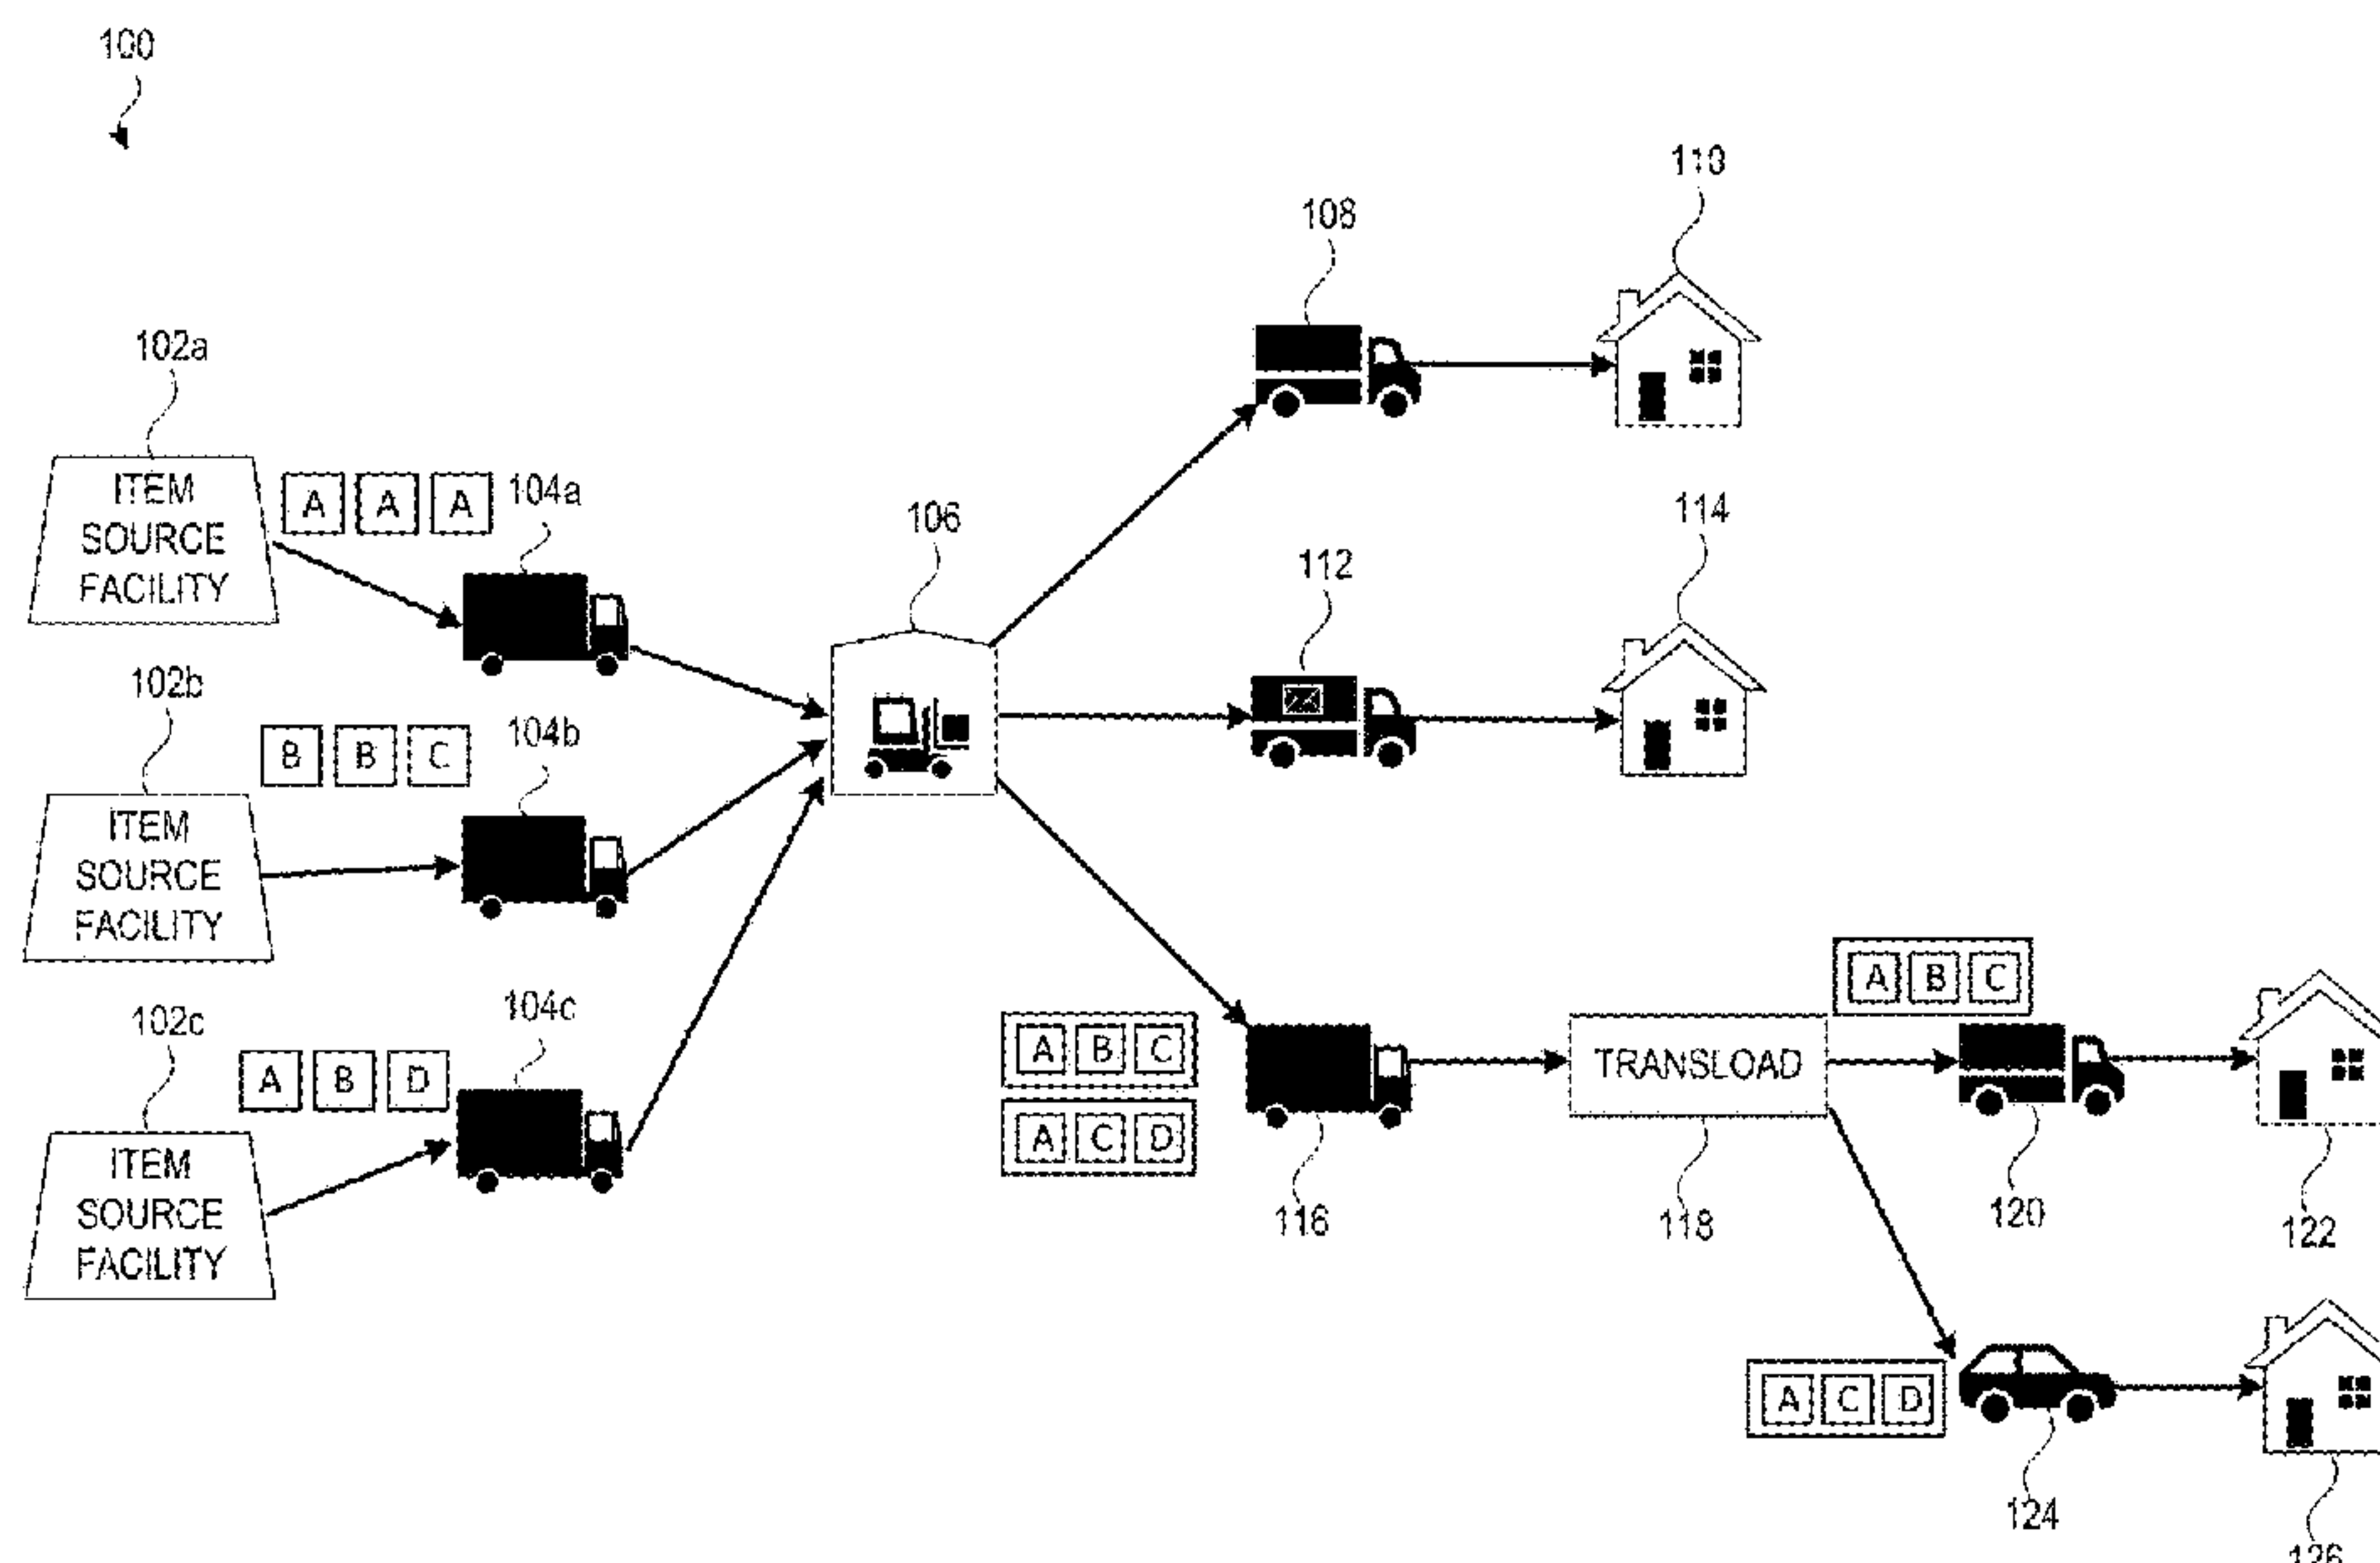 100
110
108
102a
ITEM
SOURCE
FACILITY
A A A
104a
106
114
112
102b
B B C
104b
ITEM
SOURCE
FACILITY
102c
A B D
104c
ITEM
SOURCE
FACILITY
A B C
A C D
116
TRANSLOAD
118
A B C
120
122
A C D
124
126